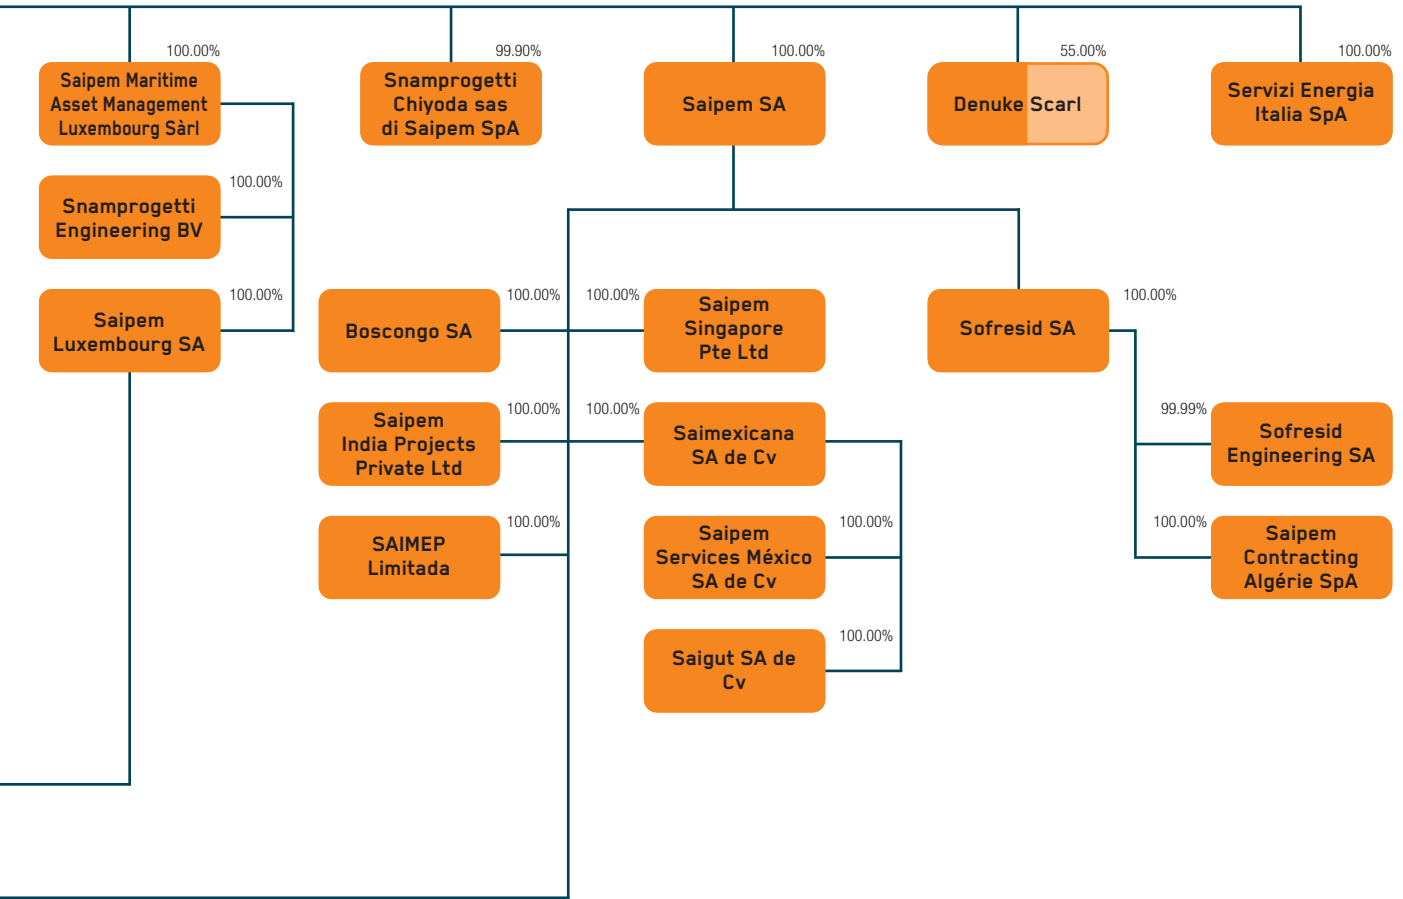 100.00%
Saipem Maritime
Asset Management
Luxembourg Sàrl
99.90%
Snamprogetti
Chiyoda sas
di Saipem SpA
100.00%
Saipem SA
55.00%
Denuke Scarl
100.00%
Servizi Energia
Italia SpA
100.00%
Snamprogetti
Engineering BV
100.00%
Saipem
Luxembourg SA
100.00%
Boscongo SA
100.00%
Saipem
Singapore
Pte Ltd
100.00%
Sofresid SA
100.00%
Saipem
India Projects
Private Ltd
100.00%
Saimexicana
SA de Cv
99.99%
Sofresid
Engineering SA
100.00%
SAIMEP
Limitada
100.00%
Saipem
Services México
SA de Cv
100.00%
Saipem
Contracting
Algérie SpA
100.00%
Saigut SA de
Cv